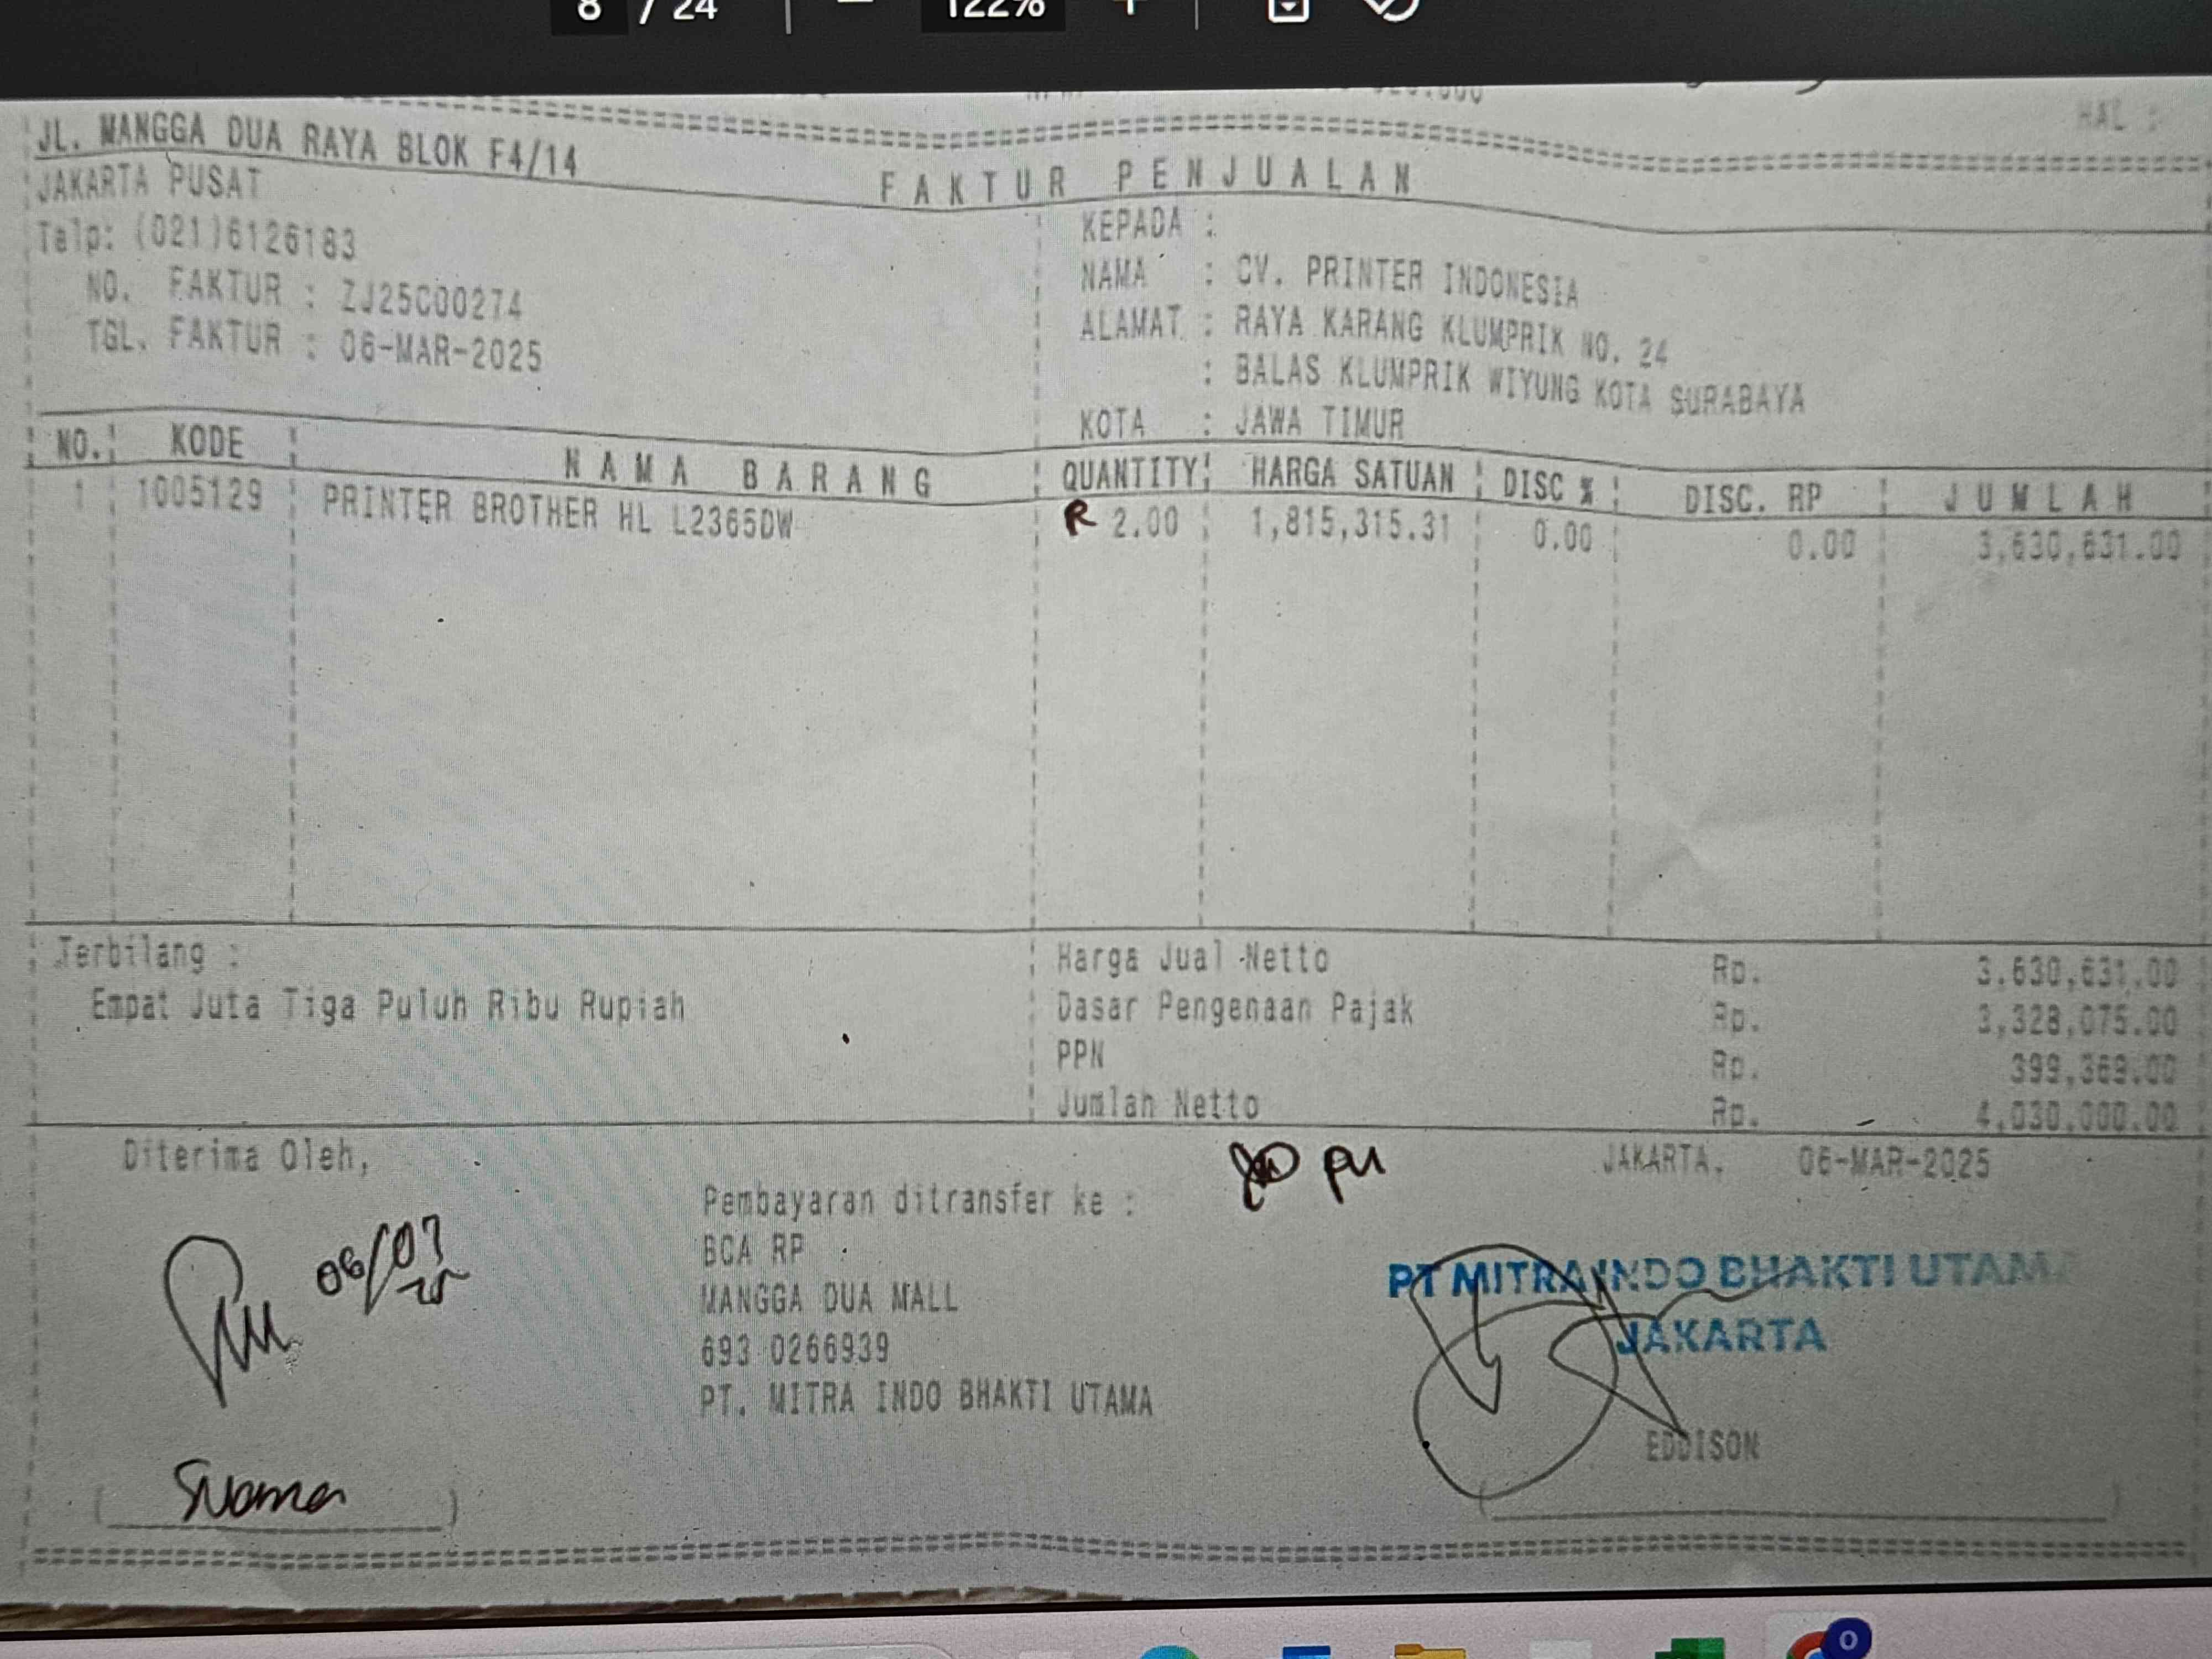 8 / 24
122%
HAL :
JL. MANGGA DUA RAYA BLOK F4/14
JAKARTA PUSAT
Telp: (021)6126183
FAKTUR PENJUALAN
NO. FAKTUR : ZJ25C00274
TGL. FAKTUR : 06-MAR-2025
KEPADA :
NAMA : CV. PRINTER INDONESIA
ALAMAT : RAYA KARANG KLUMPRIK NO. 24
: BALAS KLUMPRIK WIYUNG KOTA SURABAYA
KOTA : JAWA TIMUR
NO. KODE NAMA BARANG QUANTITY HARGA SATUAN DISC % DISC. RP JUMLAH
1 1005129 PRINTER BROTHER HL L2365DW R 2.00 1,815,315.31 0.00 0.00 3,630,631.00
Terbilang :
Empat Juta Tiga Puluh Ribu Rupiah
Harga Jual Netto Rp. 3.630,631.00
Dasar Pengenaan Pajak Rp. 3,328,075.00
PPN Rp. 399,369.00
Jumlah Netto Rp. 4,030,000.00
Diterima Oleh,
JAKARTA, 06-MAR-2025
Pembayaran ditransfer ke :
BCA RP
MANGGA DUA MALL
693 0266939
PT. MITRA INDO BHAKTI UTAMA
PT MITRA INDO BHAKTI UTAMA
JAKARTA
EDDISON